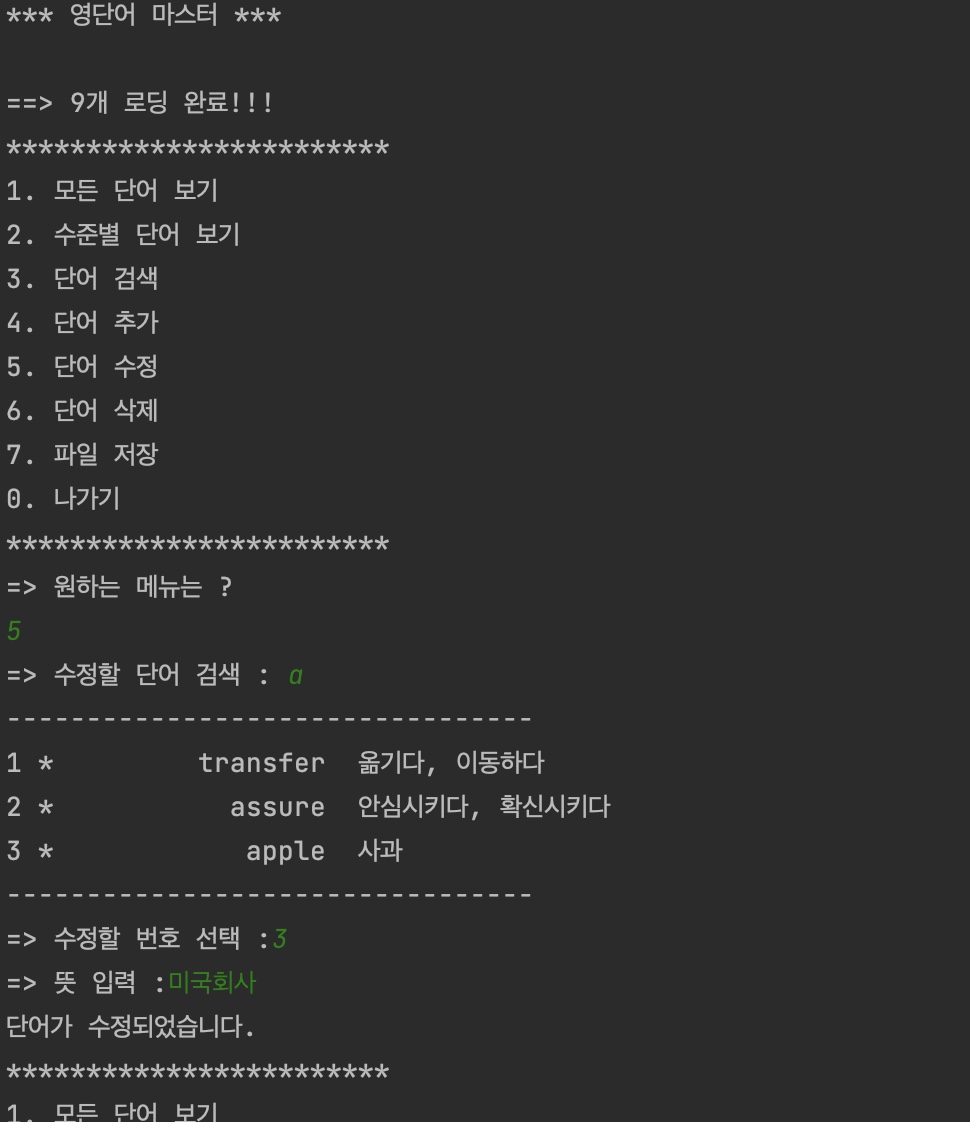 *** 영단어 마스터 ***
==> 9개 로딩 완료!!!
************************
1. 모든 단어 보기
2. 수준별 단어 보기
3. 단어 검색
4. 단어 추가
5. 단어 수정
6. 단어 삭제
7. 파일 저장
0. 나가기
************************
=> 원하는 메뉴는 ?
5
=> 수정할 단어 검색 : a
---------------------------------
1 *         transfer  옮기다, 이동하다
2 *           assure  안심시키다, 확신시키다
3 *            apple  사과
---------------------------------
=> 수정할 번호 선택 :3
=> 뜻 입력 :미국회사
단어가 수정되었습니다.
************************
1. 모든 단어 보기